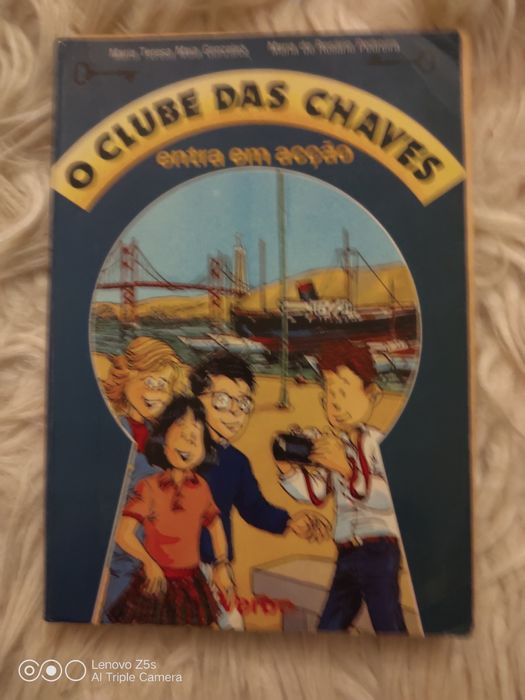 Maria Teresa Maia Gonzalez Maria do Rosário Pedreira
O CLUBE DAS CHAVES
entra em acção
Verbo
Lenovo Z5s
AI Triple Camera